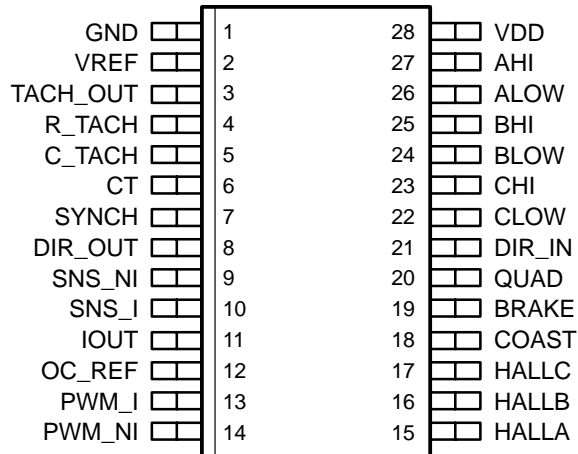 GND 1 28 VDD
VREF 2 27 AHI
TACH_OUT 3 26 ALOW
R_TACH 4 25 BHI
C_TACH 5 24 BLOW
CT 6 23 CHI
SYNCH 7 22 CLOW
DIR_OUT 8 21 DIR_IN
SNS_NI 9 20 QUAD
SNS_I 10 19 BRAKE
IOUT 11 18 COAST
OC_REF 12 17 HALLC
PWM_I 13 16 HALLB
PWM_NI 14 15 HALLA